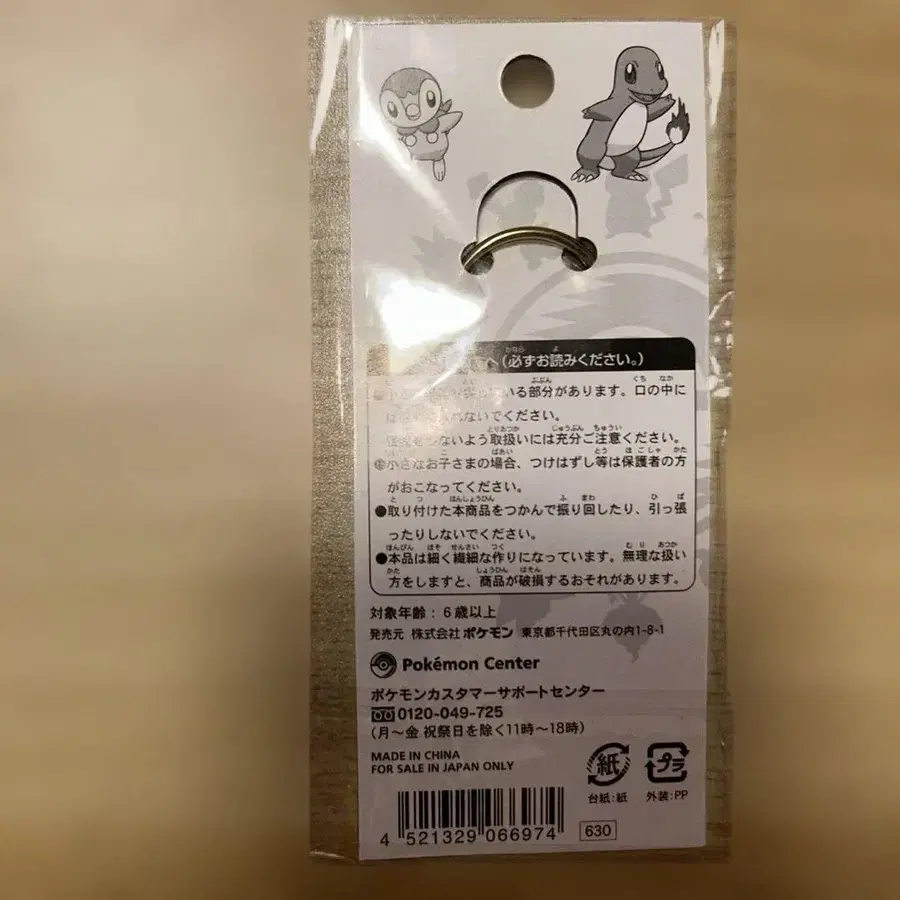 (必ずお読みください。)
いる部分があります。口の中に
れないでください。
しないよう取扱いには充分ご注意ください。
小さなお子さまの場合、つけはずし等は保護者の方
がおこなってください。
●取り付けた本商品をつかんで振り回したり、引っ張
ったりしないでください。
●本品は細く繊細な作りになっています。無理な扱い
方をしますと、商品が破損するおそれがあります。
対象年齢：6歳以上
発売元 株式会社ポケモン 東京都千代田区丸の内1-8-1
Pokémon Center
ポケモンカスタマーサポートセンター
0120-049-725
(月～金 祝祭日を除く11時～18時)
MADE IN CHINA
FOR SALE IN JAPAN ONLY
紙 プラ
台紙：紙 外装：PP
4 521329 066974 630